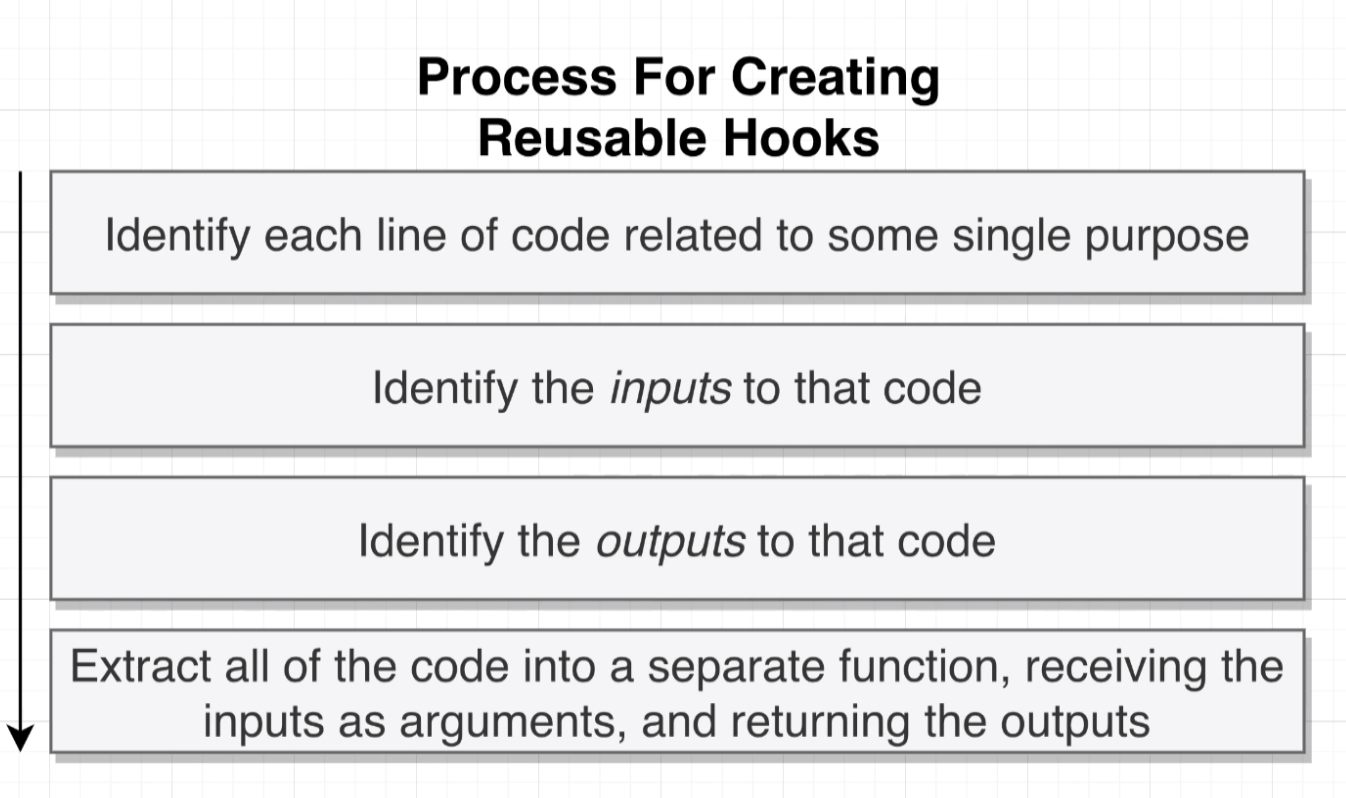 Process For Creating
Reusable Hooks
Identify each line of code related to some single purpose
Identify the inputs to that code
Identify the outputs to that code
Extract all of the code into a separate function, receiving the
inputs as arguments, and returning the outputs